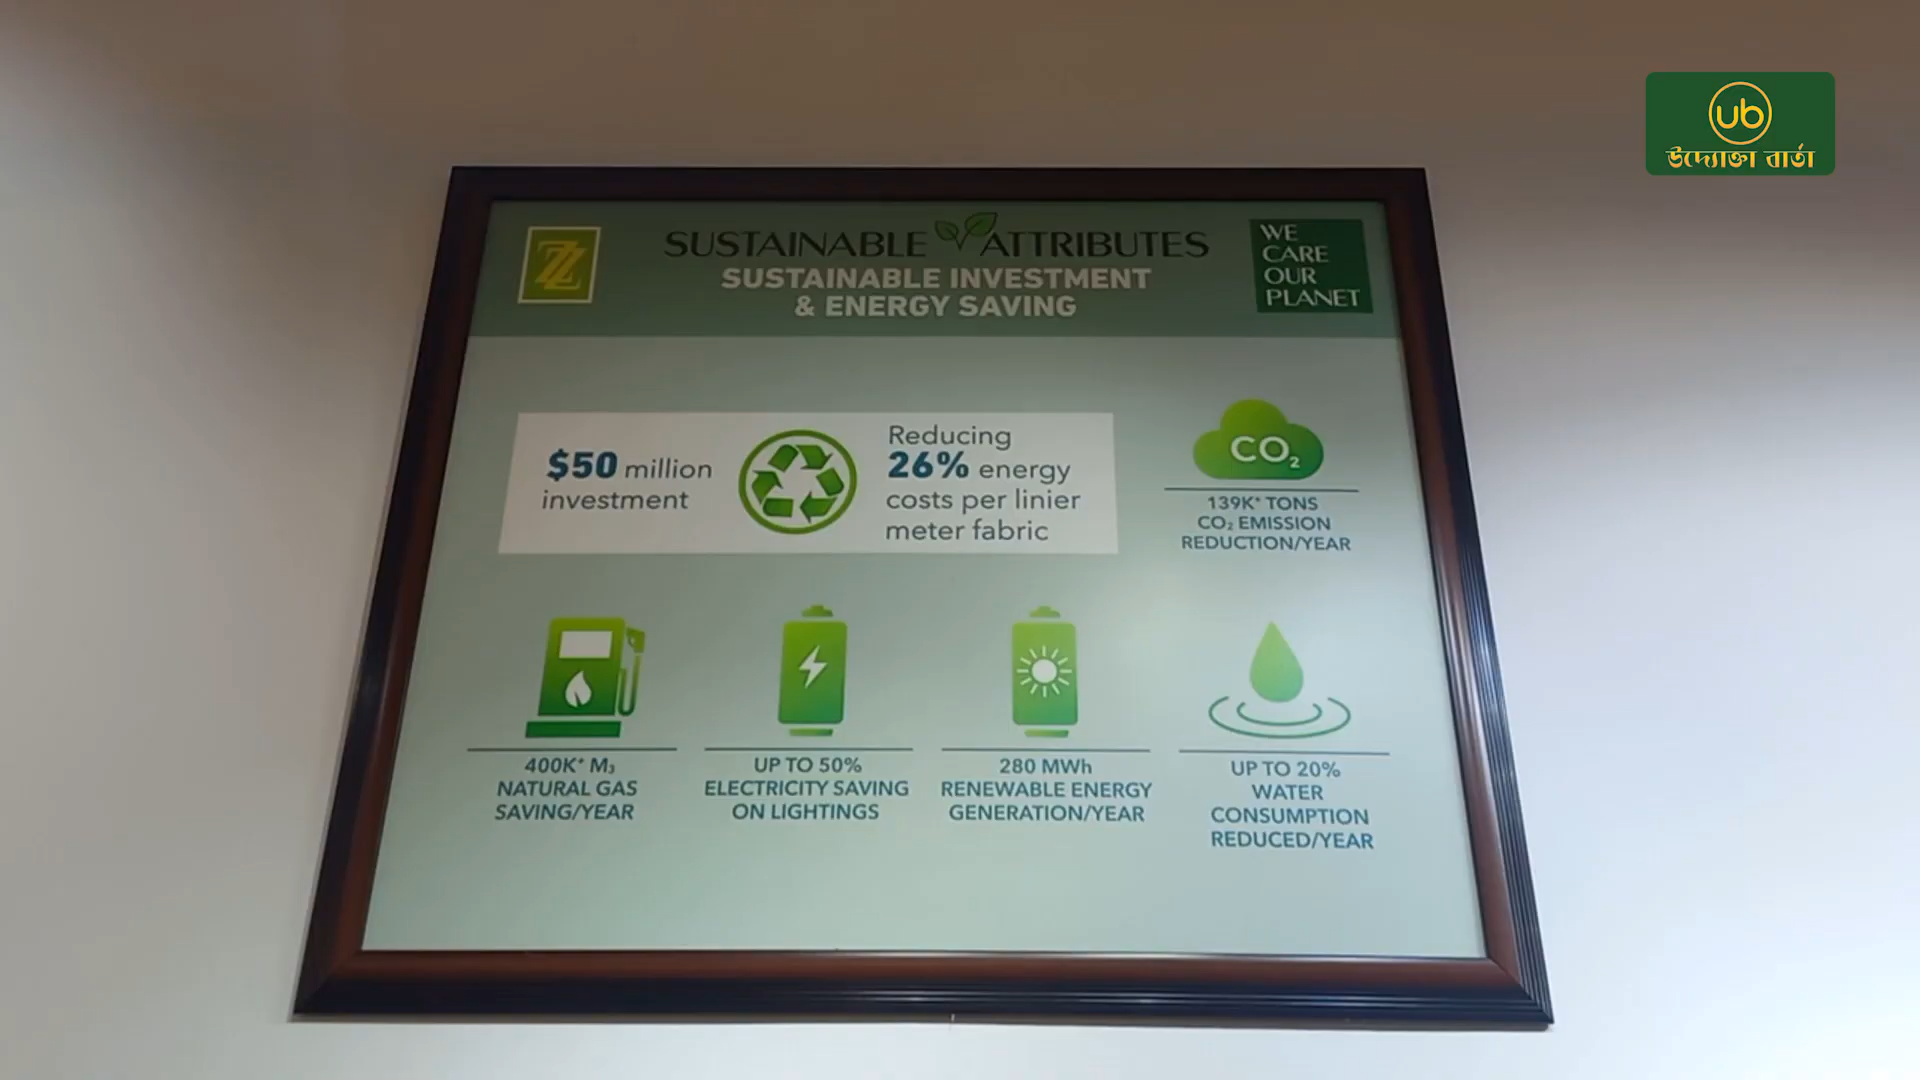 ub
উদ্যোক্তা বার্তা
ZZ
SUSTAINABLE ATTRIBUTES
SUSTAINABLE INVESTMENT
& ENERGY SAVING
WE
CARE
OUR
PLANET
$50 million
investment
Reducing
26% energy
costs per linier
meter fabric
CO₂
139K⁺ TONS
CO₂ EMISSION
REDUCTION/YEAR
400K⁺ M₃
NATURAL GAS
SAVING/YEAR
UP TO 50%
ELECTRICITY SAVING
ON LIGHTINGS
280 MWh
RENEWABLE ENERGY
GENERATION/YEAR
UP TO 20%
WATER
CONSUMPTION
REDUCED/YEAR